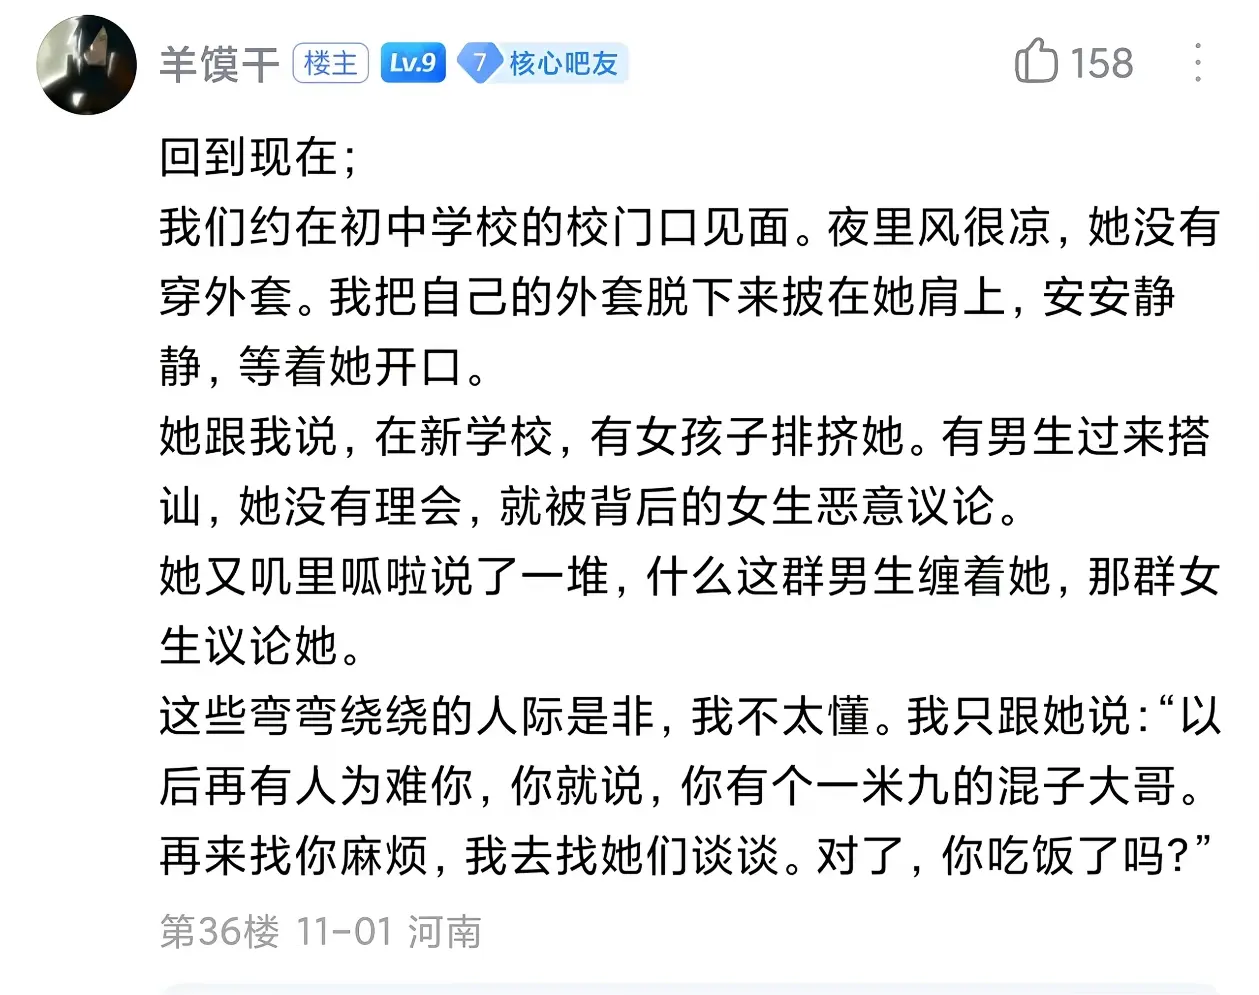 羊馍干 楼主 Lv.9 7 核心吧友 158
回到现在；
我们约在初中学校的校门口见面。夜里风很凉，她没有
穿外套。我把自己的外套脱下来披在她肩上，安安静
静，等着她开口。
她跟我说，在新学校，有女孩子排挤她。有男生过来搭
讪，她没有理会，就被背后的女生恶意议论。
她又叽里呱啦说了一堆，什么这群男生缠着她，那群女
生议论她。
这些弯弯绕绕的人际是非，我不太懂。我只跟她说：“以
后再有人为难你，你就说，你有个一米九的混子大哥。
再来找你麻烦，我去找她们谈谈。对了，你吃饭了吗？”
第36楼 11-01 河南